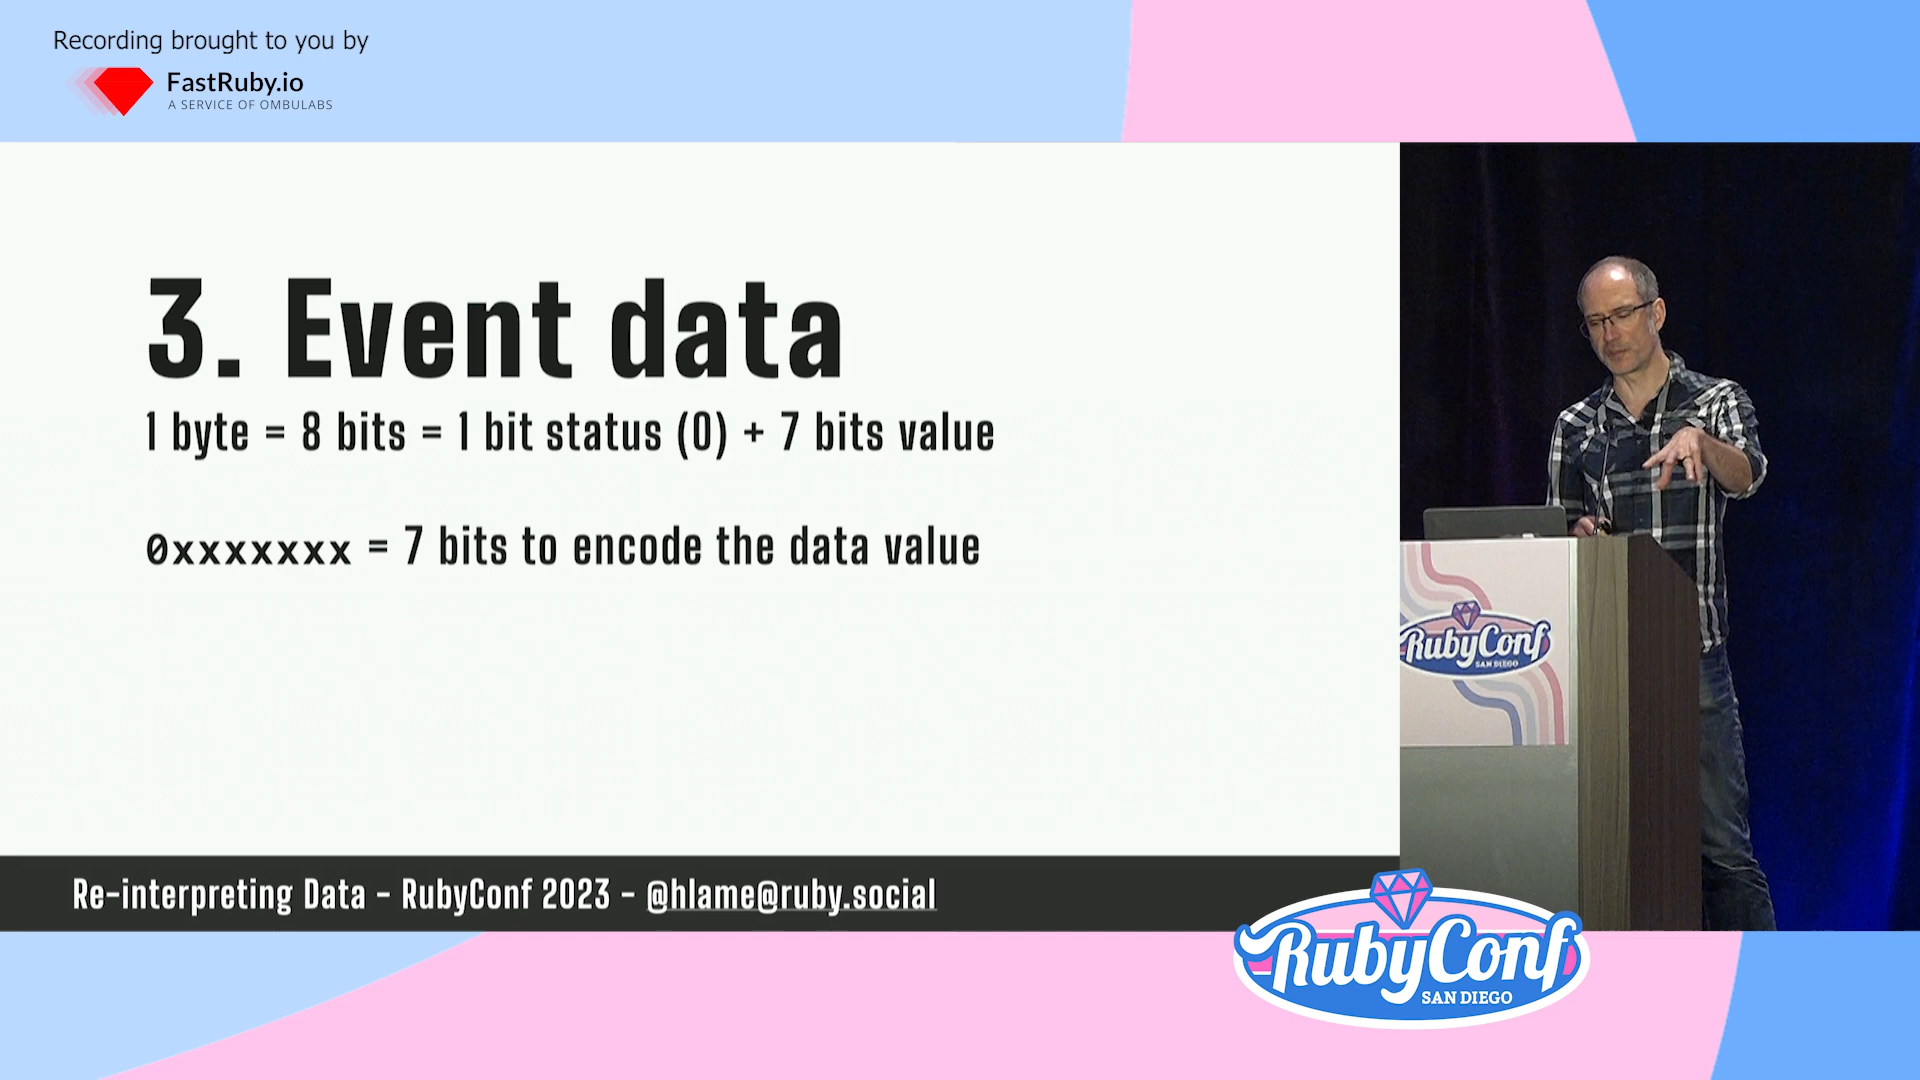 Recording brought to you by
FastRuby.io
A SERVICE OF OMBULABS
3. Event data
1 byte = 8 bits = 1 bit status (0) + 7 bits value
0xxxxxxx = 7 bits to encode the data value
RubyConf
SAN DIEGO
Re-interpreting Data - RubyConf 2023 - @hlame@ruby.social
RubyConf
SAN DIEGO